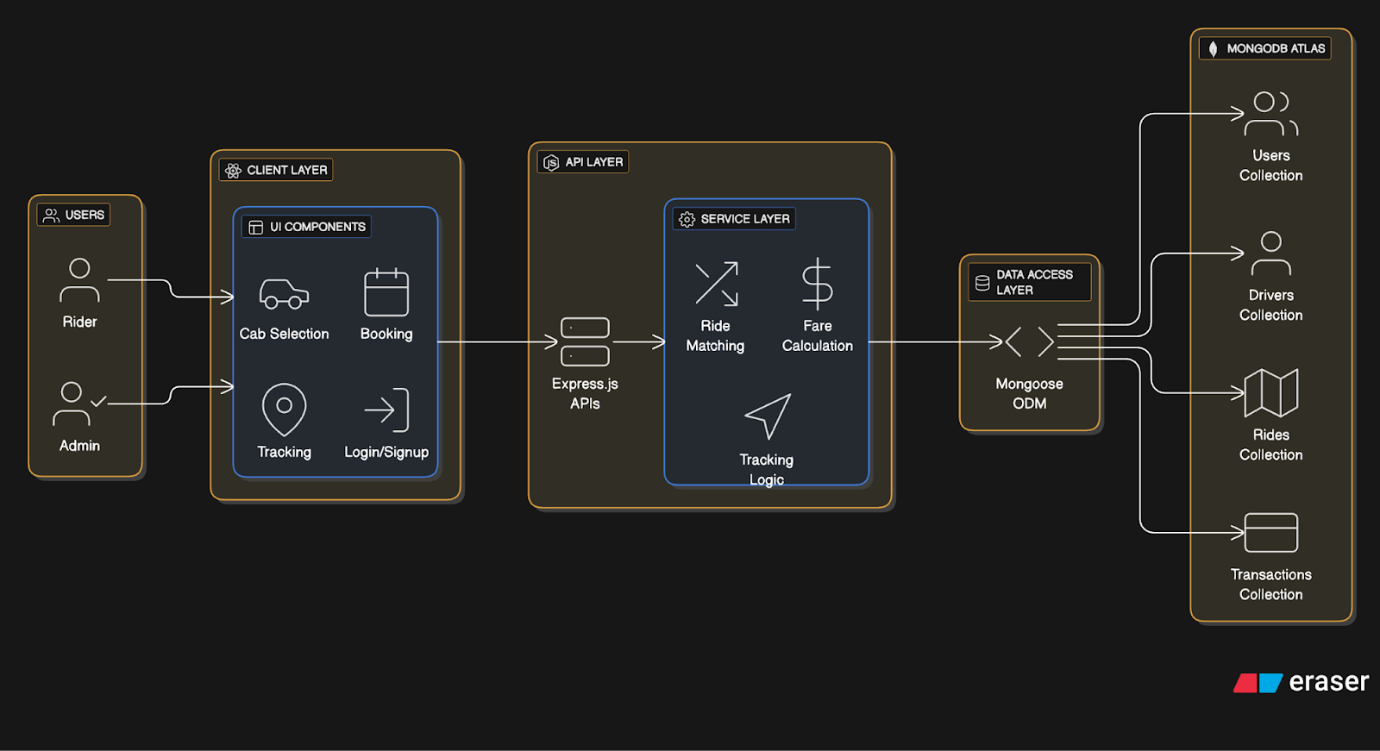 USERS
Rider
Admin
CLIENT LAYER
UI COMPONENTS
Cab Selection
Booking
Tracking
Login/Signup
JS
API LAYER
Express.js
APIs
SERVICE LAYER
Ride
Matching
Fare
Calculation
Tracking
Logic
DATA ACCESS
LAYER
Mongoose
ODM
MONGODB ATLAS
Users
Collection
Drivers
Collection
Rides
Collection
Transactions
Collection
eraser